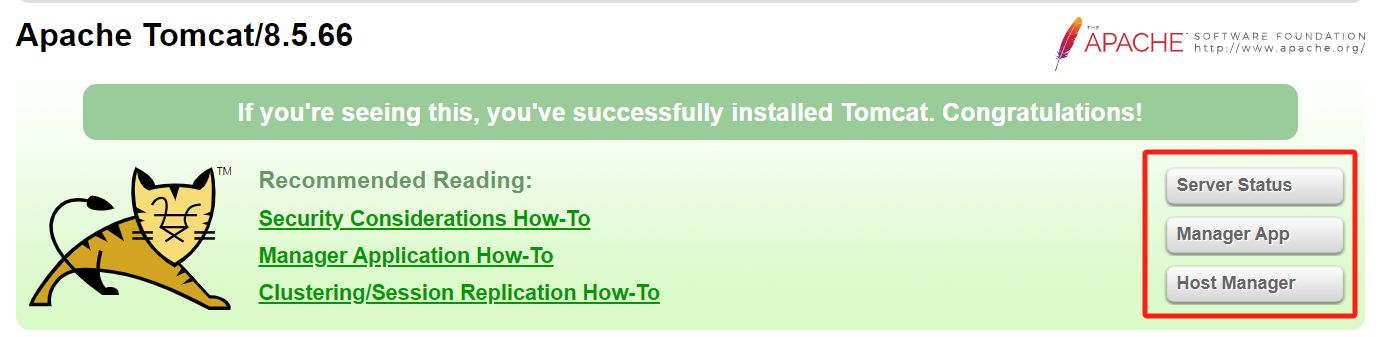 Apache Tomcat/8.5.66
THE
APACHE™ SOFTWARE FOUNDATION
http://www.apache.org/
If you're seeing this, you've successfully installed Tomcat. Congratulations!
TM
Recommended Reading:
Security Considerations How-To
Manager Application How-To
Clustering/Session Replication How-To
Server Status
Manager App
Host Manager